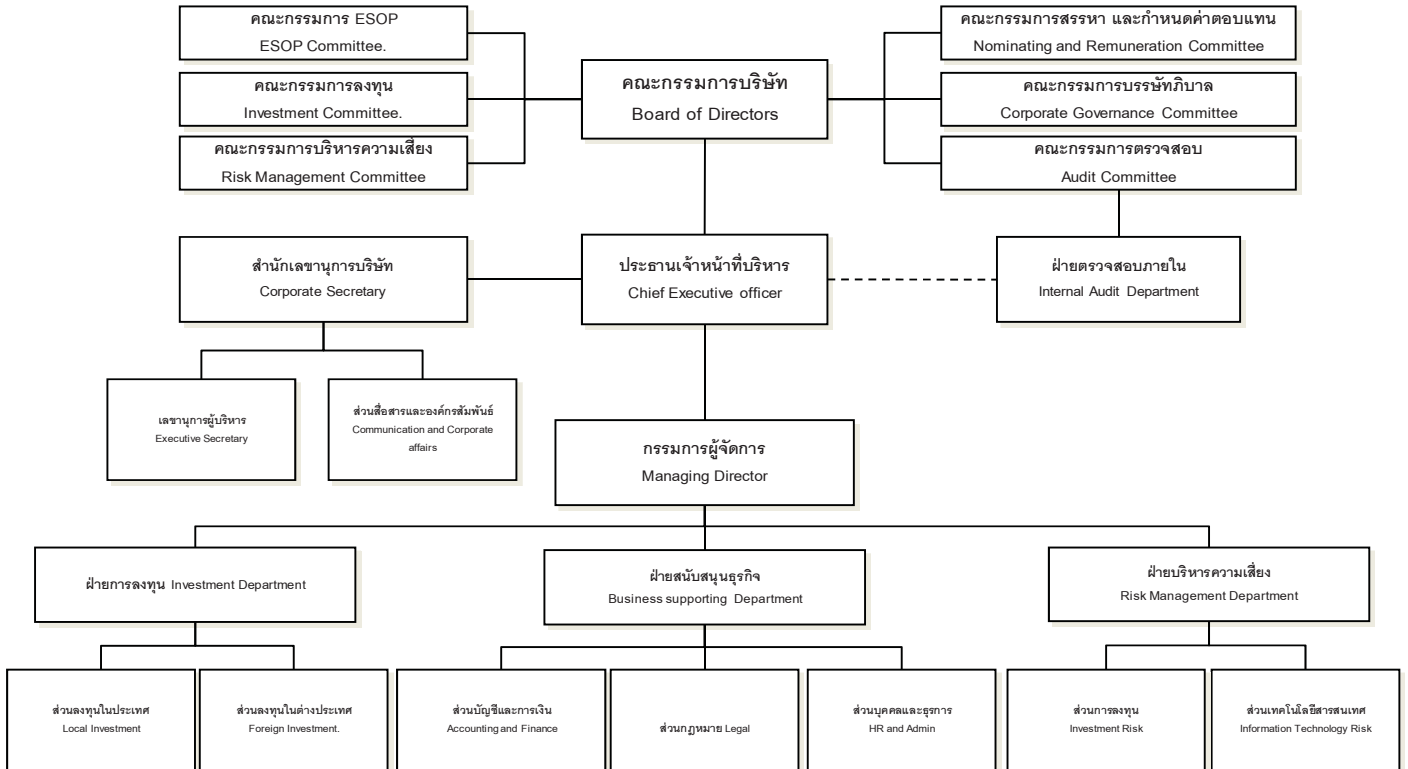 คณะกรรมการ ESOP
ESOP Committee.
คณะกรรมการสรรหา และกำหนดค่าตอบแทน
Nominating and Remuneration Committee
คณะกรรมการลงทุน
Investment Committee.
คณะกรรมการบริษัท
Board of Directors
คณะกรรมการบรรษัทภิบาล
Corporate Governance Committee
คณะกรรมการบริหารความเสี่ยง
Risk Management Committee
คณะกรรมการตรวจสอบ
Audit Committee
สำนักเลขานุการบริษัท
Corporate Secretary
ประธานเจ้าหน้าที่บริหาร
Chief Executive officer
ฝ่ายตรวจสอบภายใน
Internal Audit Department
เลขานุการผู้บริหาร
Executive Secretary
ส่วนสื่อสารและองค์กรสัมพันธ์
Communication and Corporate
affairs
กรรมการผู้จัดการ
Managing Director
ฝ่ายการลงทุน Investment Department
ฝ่ายสนับสนุนธุรกิจ
Business supporting Department
ฝ่ายบริหารความเสี่ยง
Risk Management Department
ส่วนลงทุนในประเทศ
Local Investment
ส่วนลงทุนในต่างประเทศ
Foreign Investment.
ส่วนบัญชีและการเงิน
Accounting and Finance
ส่วนกฎหมาย Legal
ส่วนบุคคลและธุรการ
HR and Admin
ส่วนการลงทุน
Investment Risk
ส่วนเทคโนโลยีสารสนเทศ
Information Technology Risk